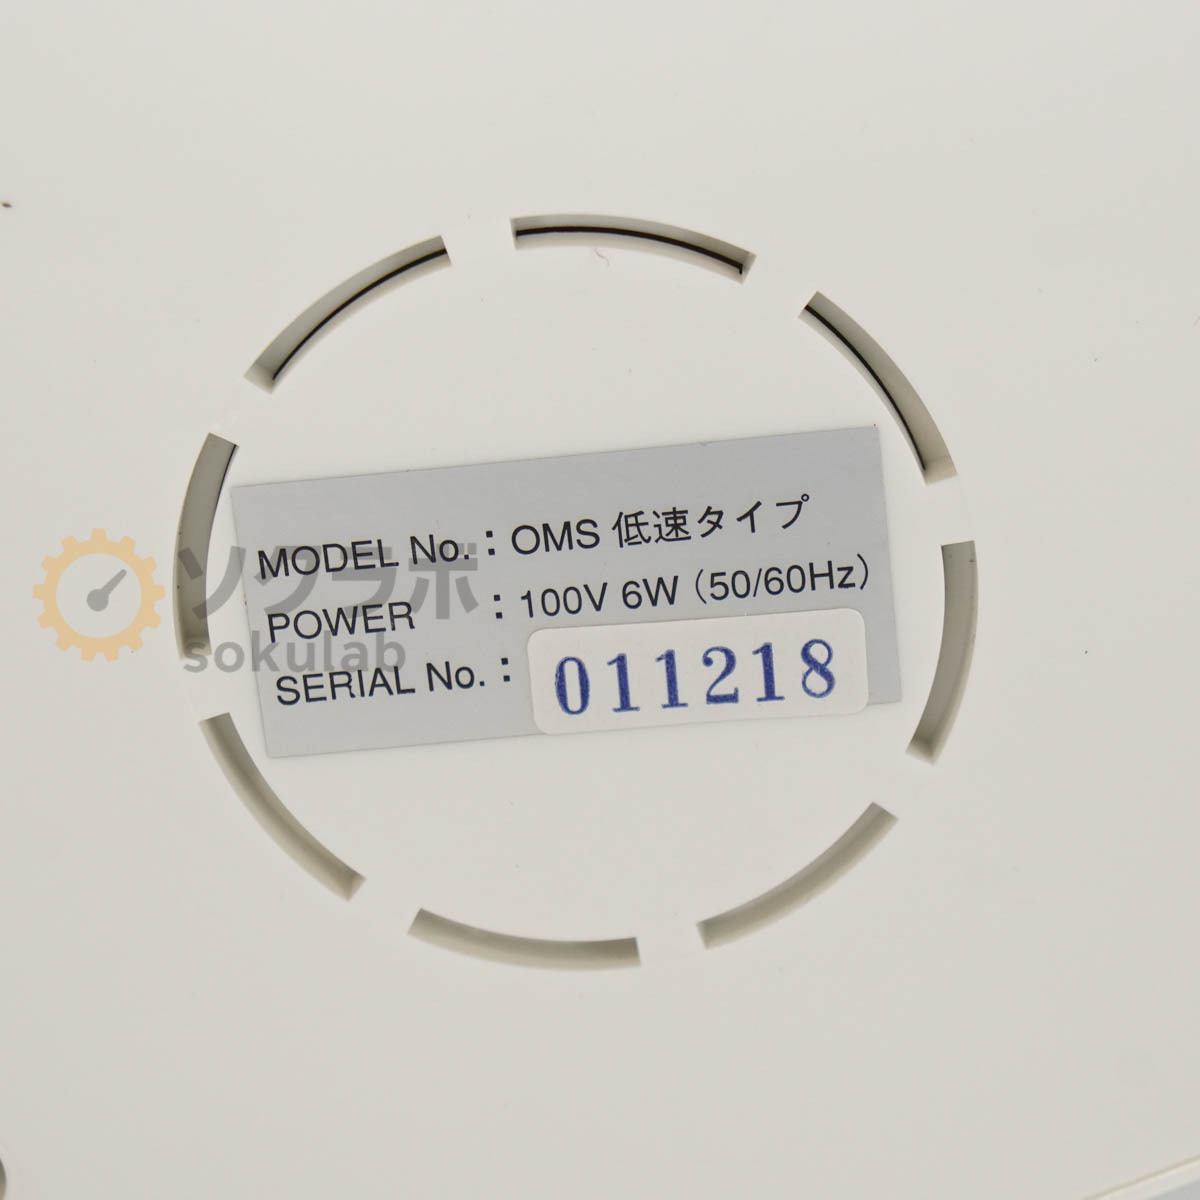 MODEL No. : OMS 低速タイプ
POWER : 100V 6W (50/60Hz)
SERIAL No. : 011218
ソクラボ
sokulab